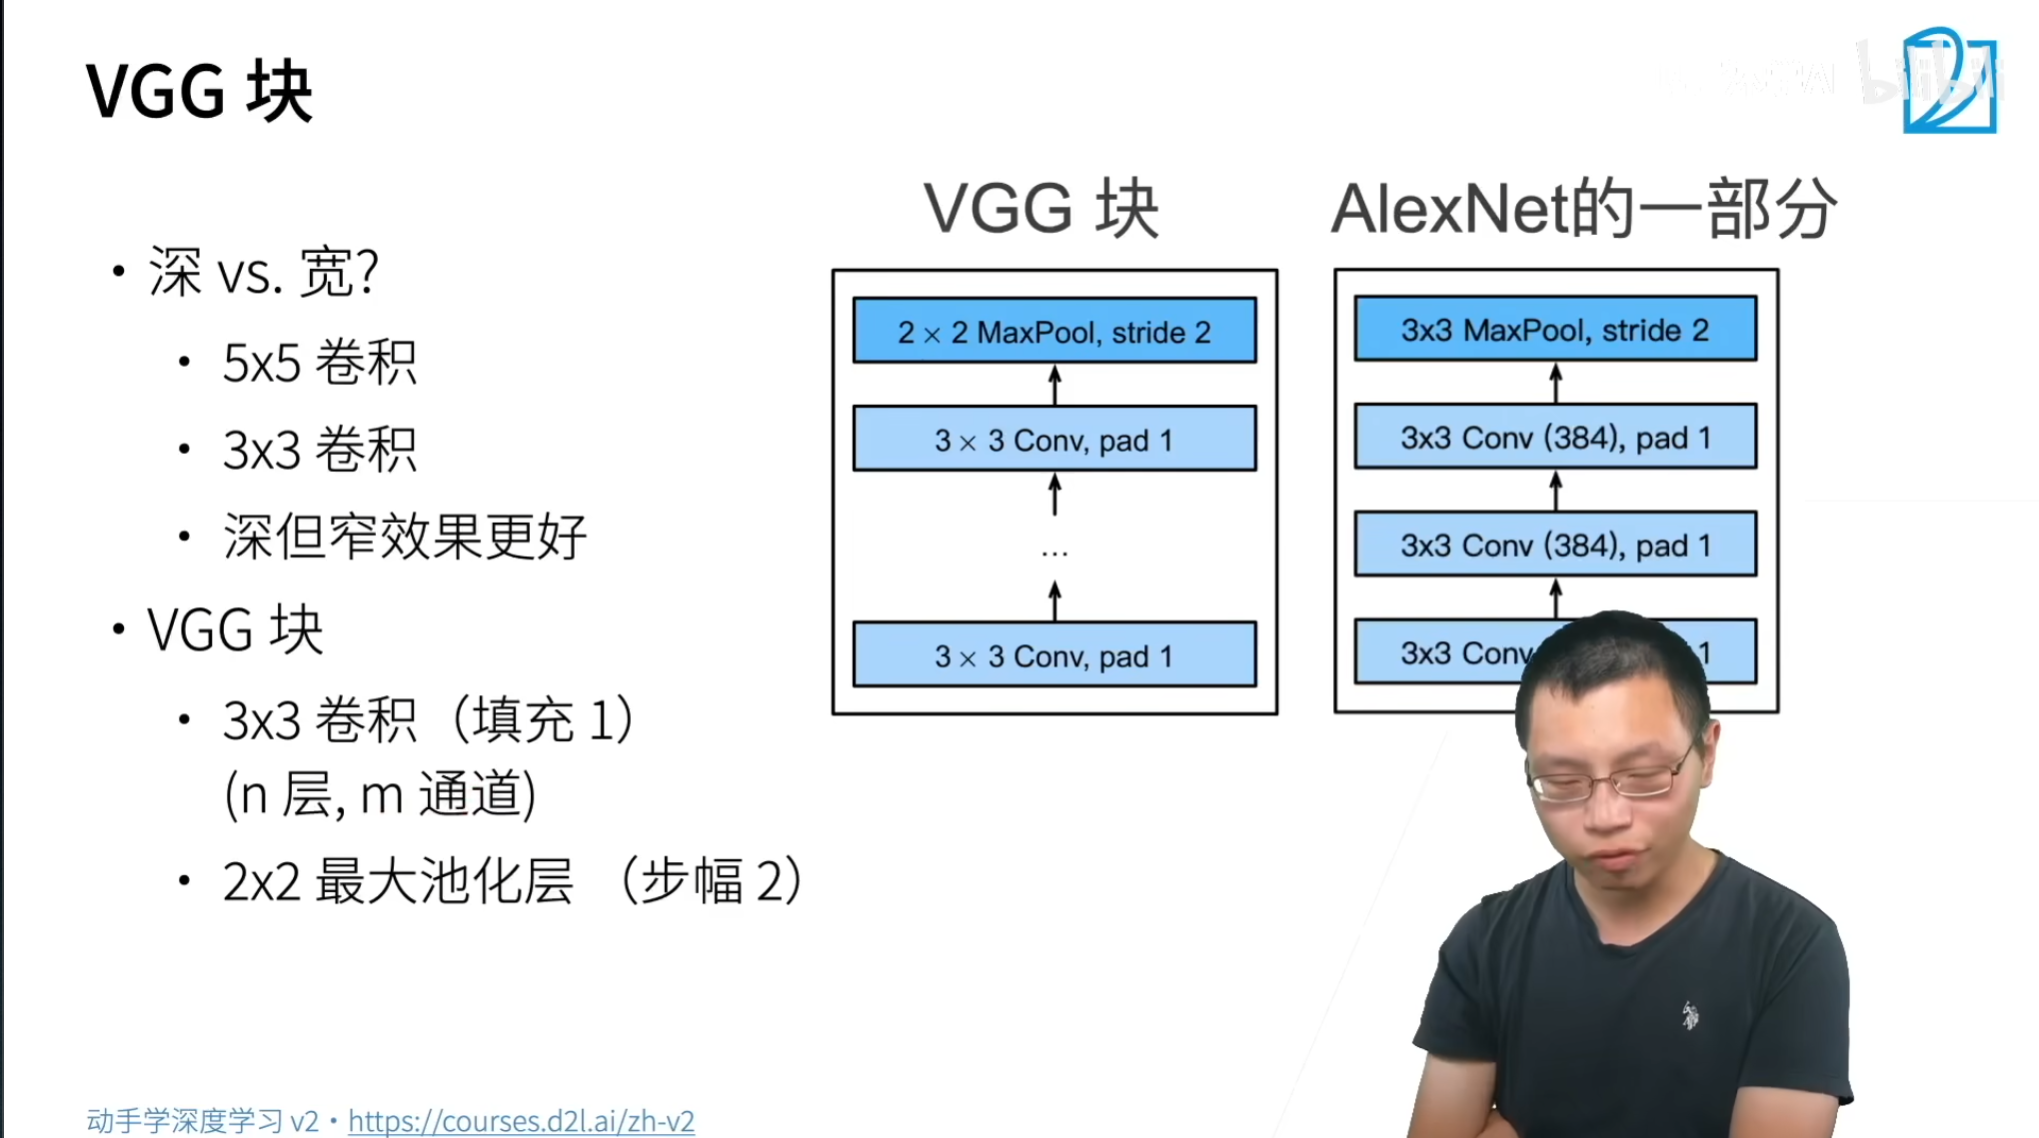 VGG 块
bilibili
VGG 块
AlexNet的一部分
• 深 vs. 宽?
• 5x5 卷积
• 3x3 卷积
• 深但窄效果更好
• VGG 块
• 3x3 卷积（填充 1）
(n 层, m 通道)
• 2x2 最大池化层 （步幅 2）
2 × 2 MaxPool, stride 2
3 × 3 Conv, pad 1
...
3 × 3 Conv, pad 1
3x3 MaxPool, stride 2
3x3 Conv (384), pad 1
3x3 Conv (384), pad 1
3x3 Conv 1
动手学深度学习 v2 • https://courses.d2l.ai/zh-v2